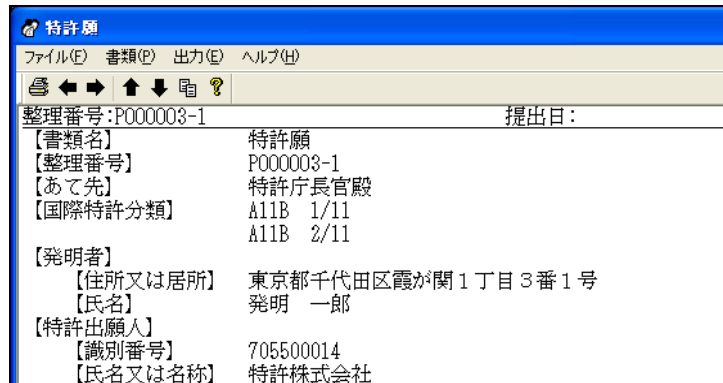 特許願
ファイル(F) 書類(P) 出力(E) ヘルプ(H)
整理番号:P000003-1 提出日:
【書類名】 特許願
【整理番号】 P000003-1
【あて先】 特許庁長官殿
【国際特許分類】 A11B 1/11
A11B 2/11
【発明者】
【住所又は居所】 東京都千代田区霞が関1丁目3番1号
【氏名】 発明 一郎
【特許出願人】
【識別番号】 705500014
【氏名又は名称】 特許株式会社